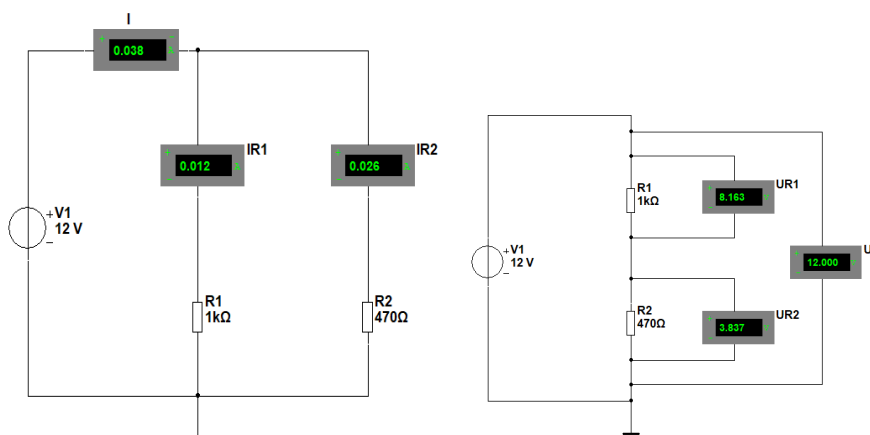 I
0.038
A
0.012
IR1
0.026
IR2
V1
12 V
R1
1kΩ
R2
470Ω
R1
1kΩ
8.163
UR1
V1
12 V
12.000
U
R2
470Ω
3.837
UR2